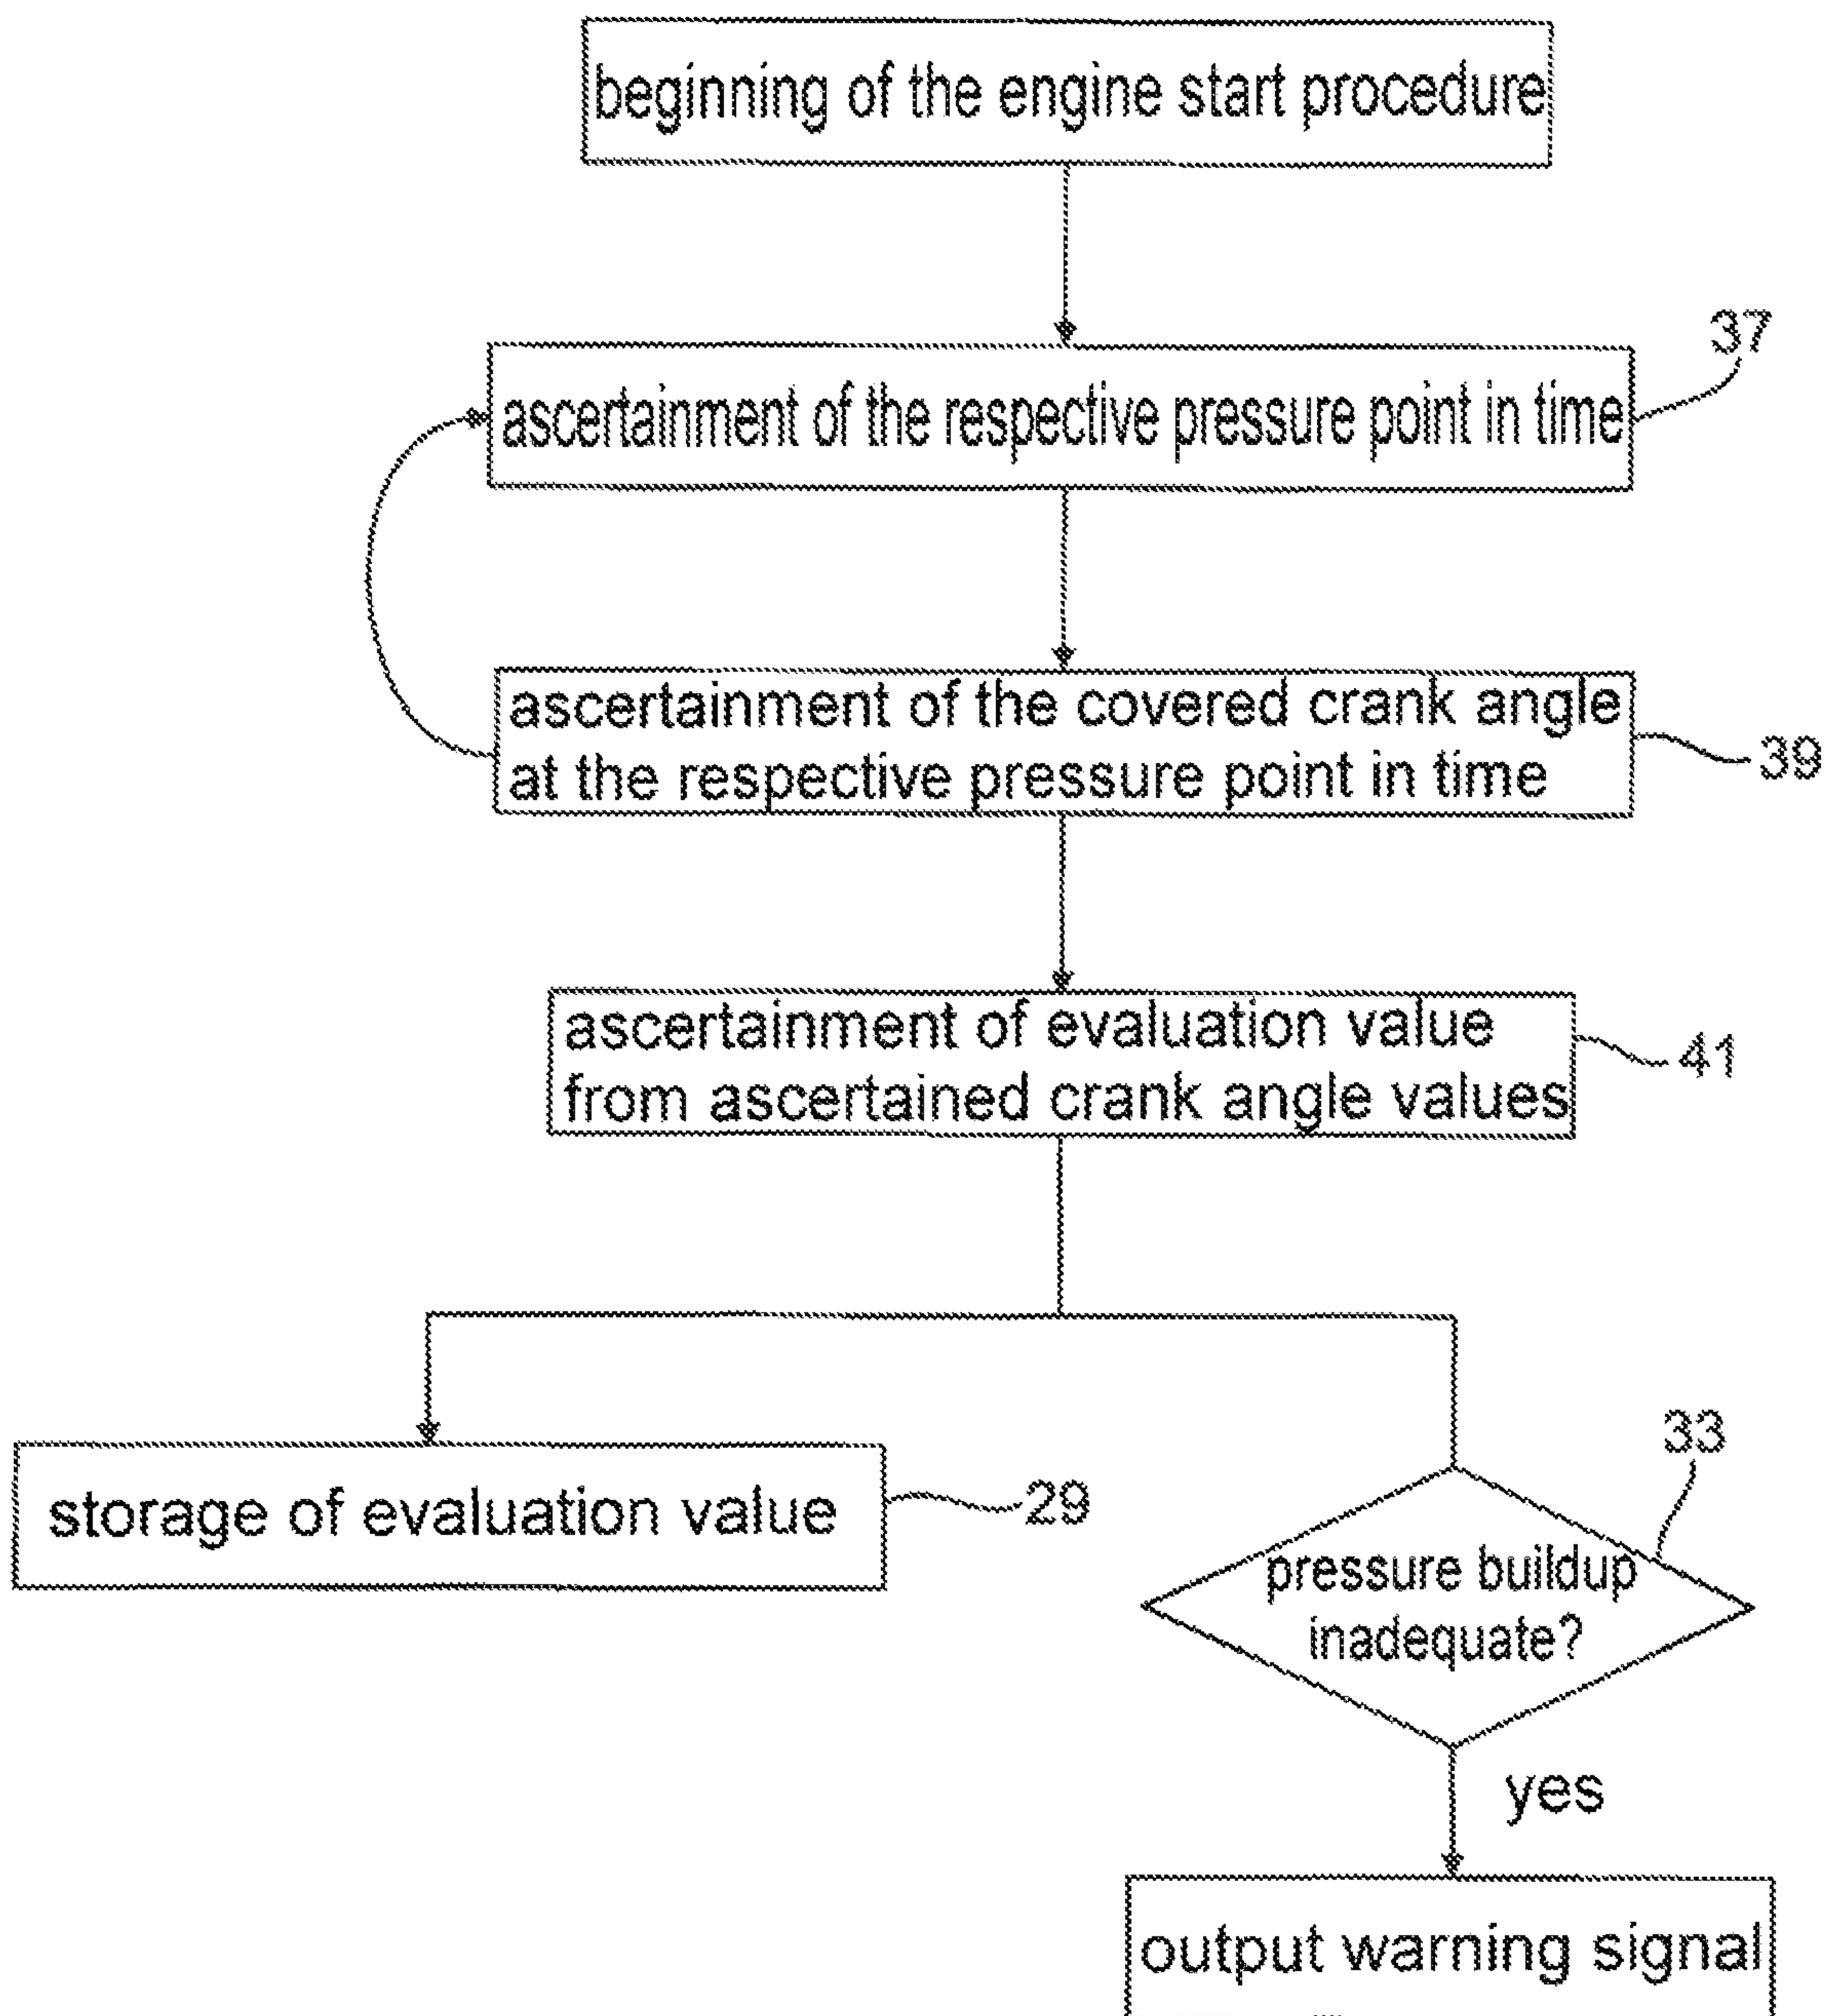 beginning of the engine start procedure
37
ascertainment of the respective pressure point in time
ascertainment of the covered crank angle
at the respective pressure point in time
39
ascertainment of evaluation value
from ascertained crank angle values
41
storage of evaluation value
29
33
pressure buildup
inadequate?
yes
output warning signal